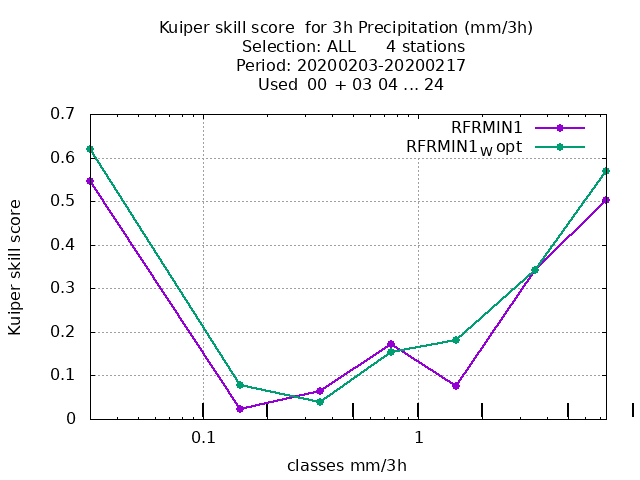 Kuiper skill score  for 3h Precipitation (mm/3h)
Selection: ALL      4 stations
Period: 20200203-20200217
Used  00  + 03 04 ... 24
RFRMIN1
RFRMIN1W opt
0.7
0.6
0.5
0.4
0.3
0.2
0.1
0
Kuiper skill score
0.1 1
classes mm/3h